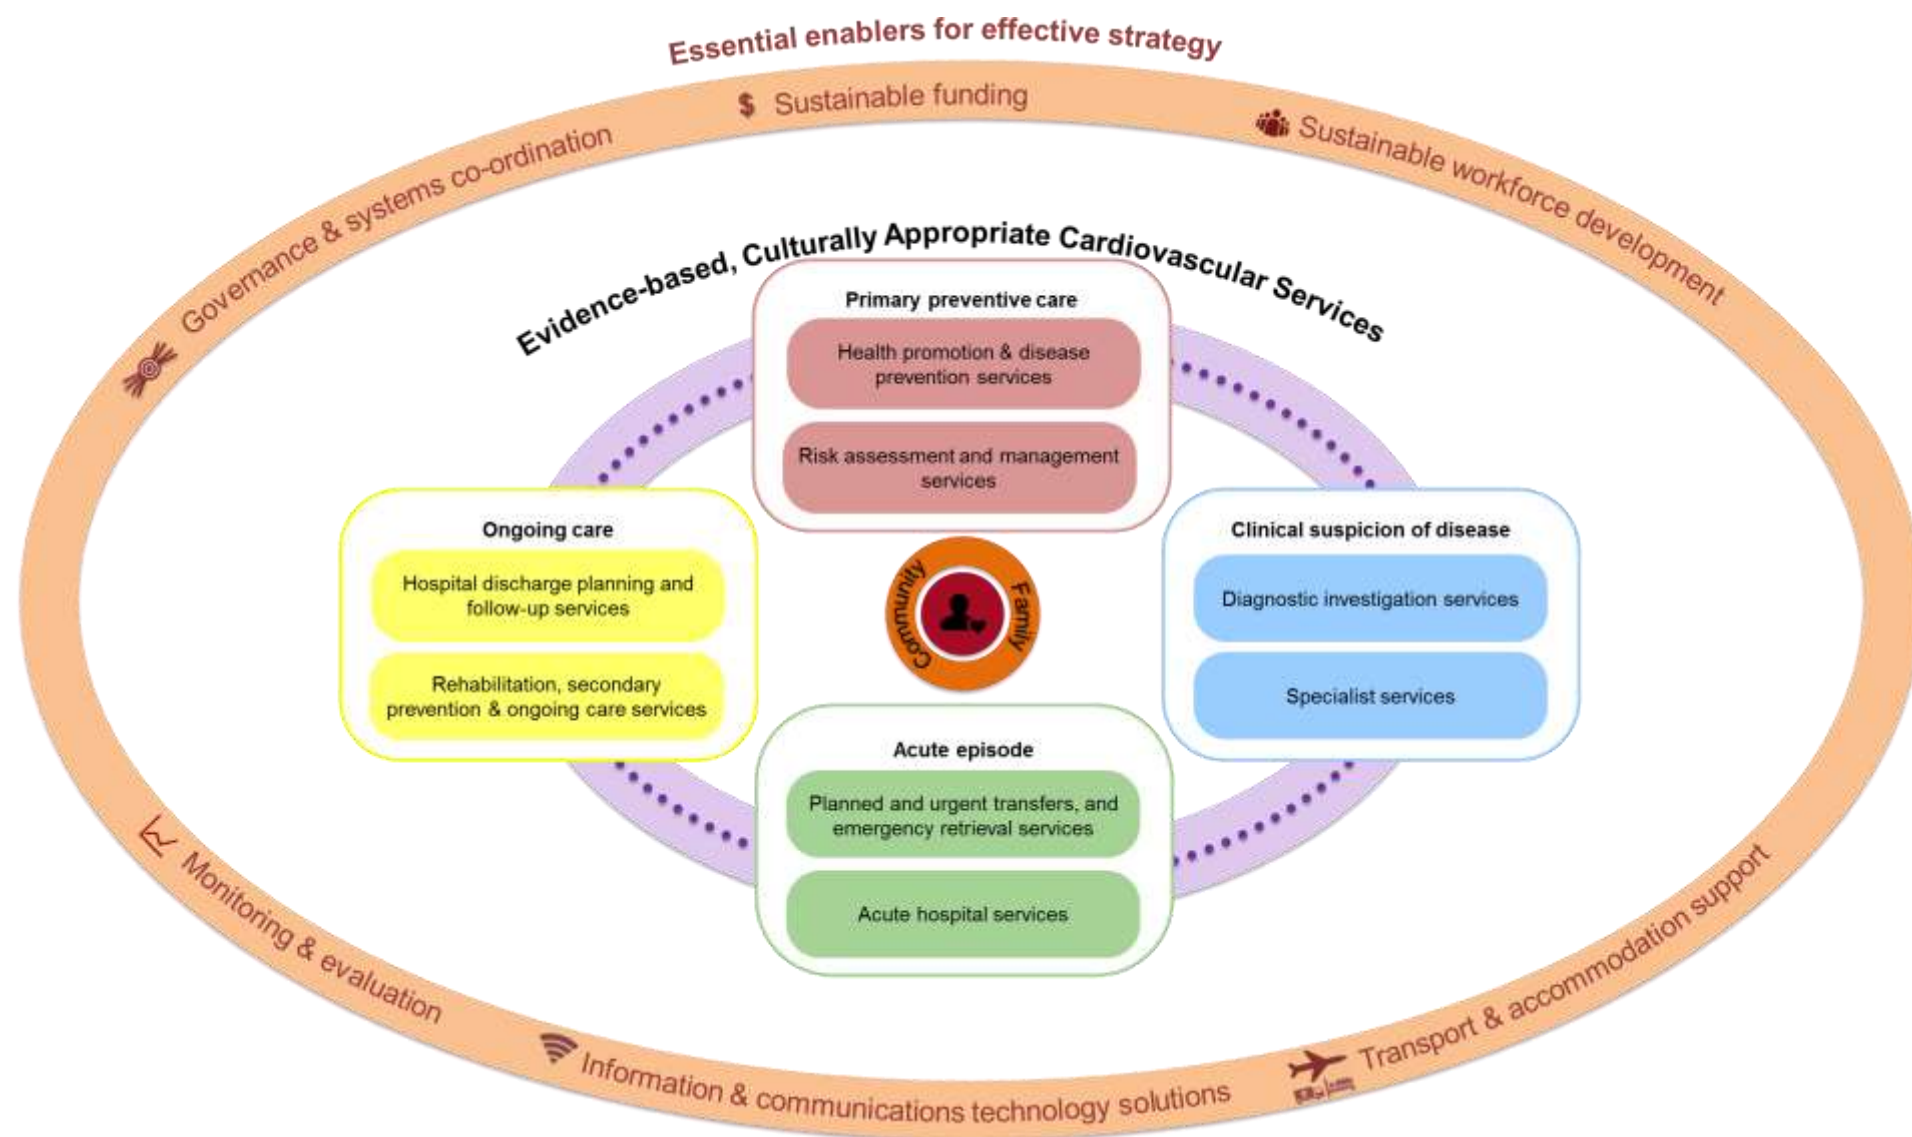 Essential enablers for effective strategy
$ Sustainable funding
Sustainable workforce development
Governance & systems co-ordination
Evidence-based, Culturally Appropriate Cardiovascular Services
Primary preventive care
Health promotion & disease
prevention services
Risk assessment and management
services
Ongoing care
Hospital discharge planning and
follow-up services
Rehabilitation, secondary
prevention & ongoing care services
Community
Family
Clinical suspicion of disease
Diagnostic investigation services
Specialist services
Acute episode
Planned and urgent transfers, and
emergency retrieval services
Acute hospital services
Monitoring & evaluation
Information & communications technology solutions
Transport & accommodation support